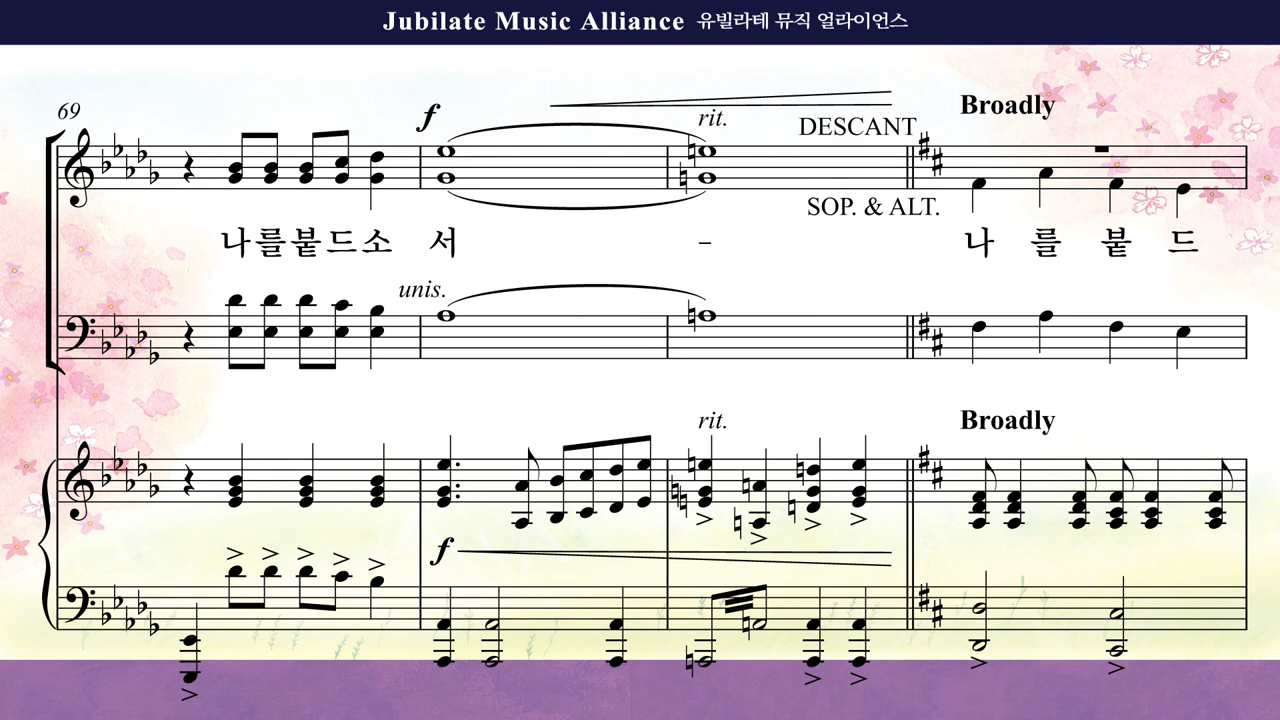 Jubilate Music Alliance 유빌라테 뮤직 얼라이언스
69
f
rit.
DESCANT
Broadly
SOP. & ALT.
나를붙드소 서 - 나 를 붙 드
unis.
rit.
Broadly
f